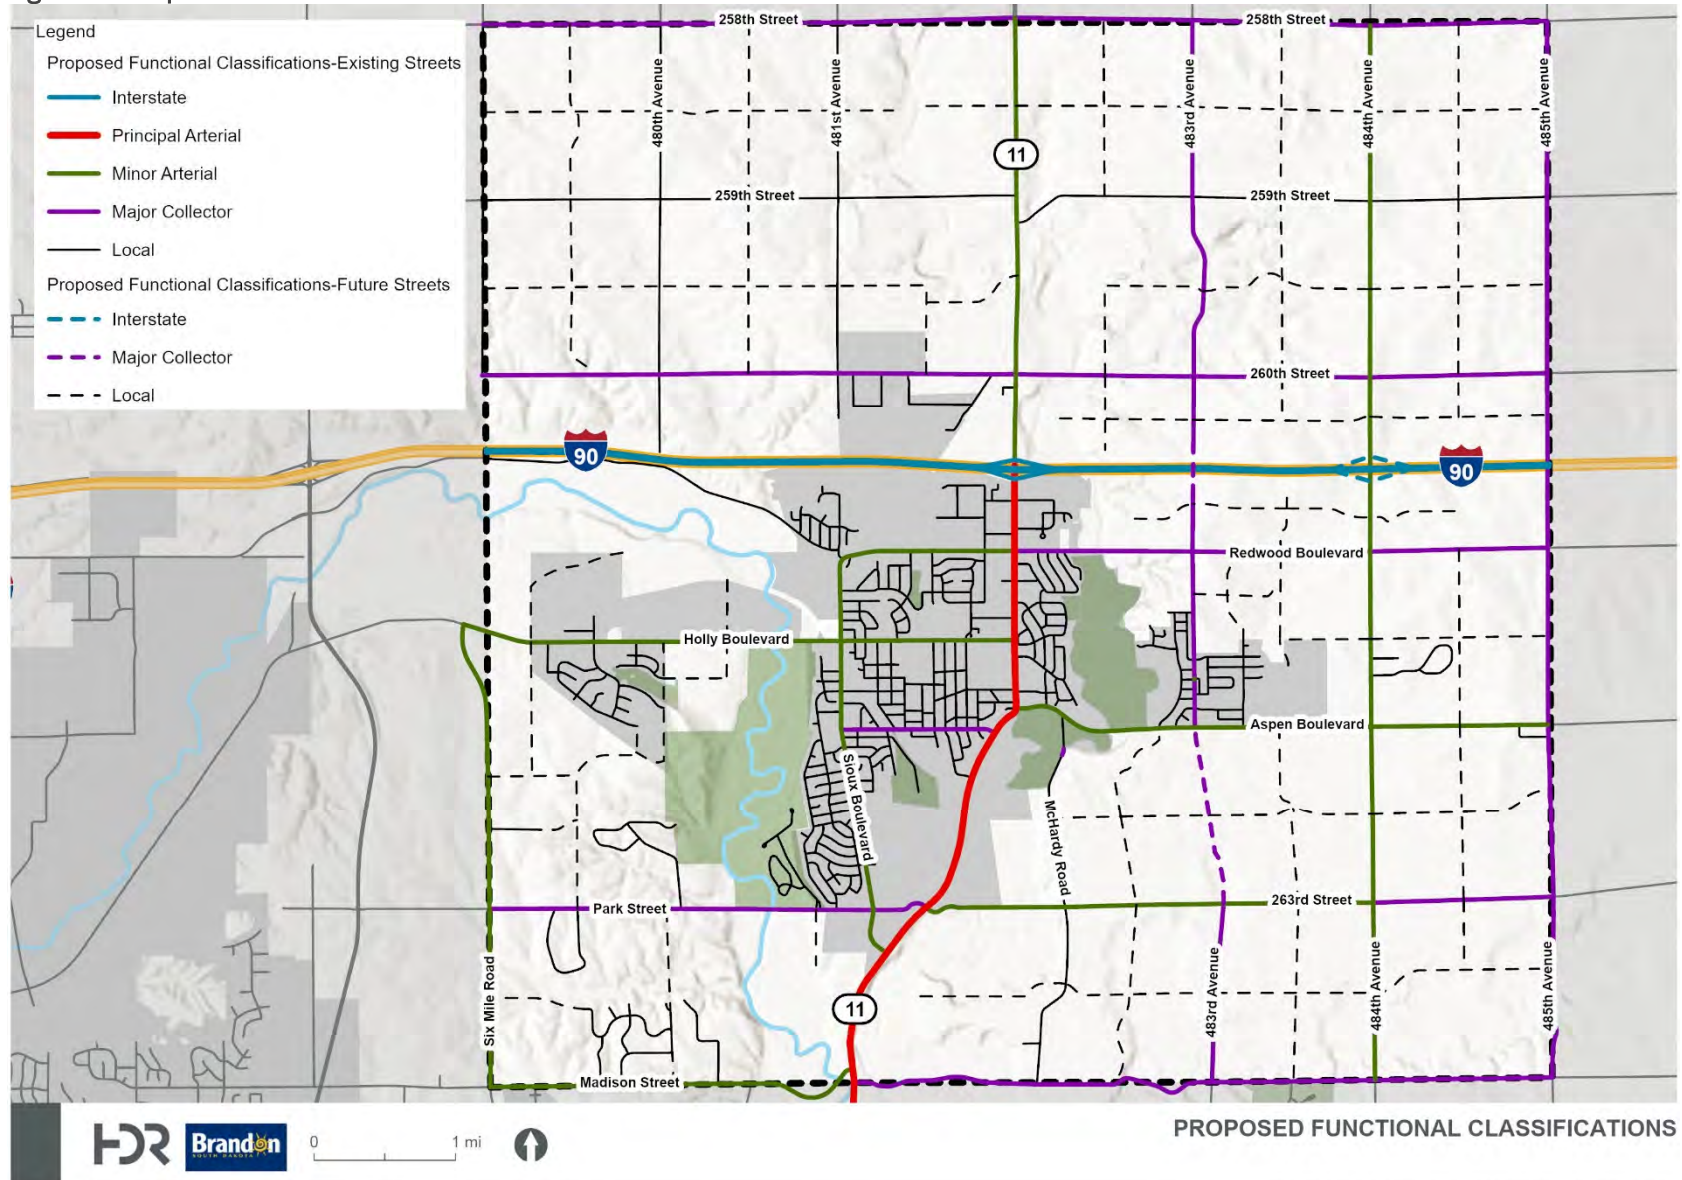 Legend
Proposed Functional Classifications-Existing Streets
Interstate
Principal Arterial
Minor Arterial
Major Collector
Local
Proposed Functional Classifications-Future Streets
Interstate
Major Collector
Local
258th Street
258th Street
480th Avenue
481st Avenue
483rd Avenue
484th Avenue
485th Avenue
11
259th Street
259th Street
260th Street
90
90
Redwood Boulevard
Holly Boulevard
Aspen Boulevard
Sioux Boulevard
McHardy Road
Park Street
263rd Street
Six Mile Road
483rd Avenue
484th Avenue
485th Avenue
11
Madison Street
HDR
Brandon
SOUTH DAKOTA
0
1 mi
PROPOSED FUNCTIONAL CLASSIFICATIONS